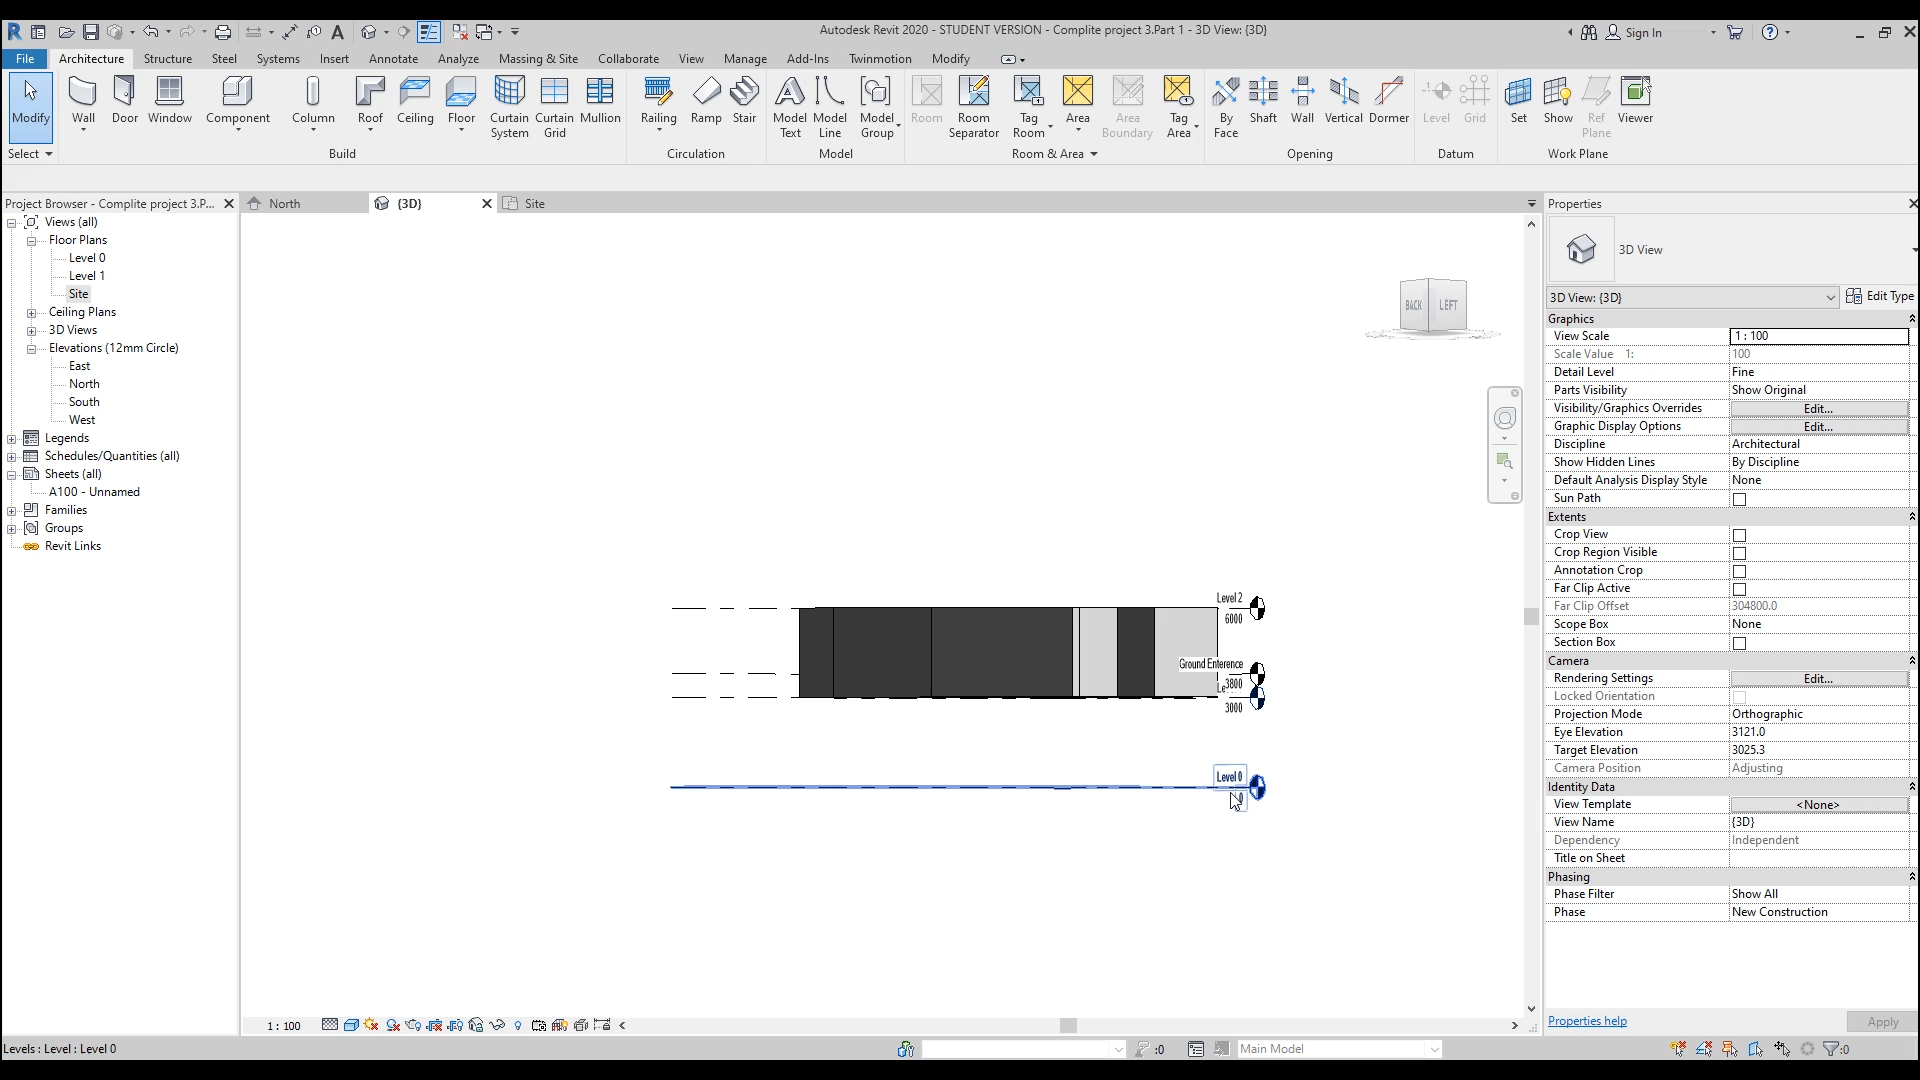 Autodesk Revit 2020 - STUDENT VERSION - Complite project 3.Part 1 - 3D View: {3D}
Sign In
File Architecture Structure Steel Systems Insert Annotate Analyze Massing & Site Collaborate View Manage Add-Ins Twinmotion Modify
Modify Wall Door Window Component Column Roof Ceiling Floor Curtain System Curtain Grid Mullion Railing Ramp Stair Model Text Model Line Model Group Room Room Separator Tag Room Area Area Boundary Tag Area By Face Shaft Wall Vertical Dormer Level Grid Set Show Ref Plane Viewer
Select Build Circulation Model Room & Area Opening Datum Work Plane
Project Browser - Complite project 3.P...
Views (all)
Floor Plans
Level 0
Level 1
Site
Ceiling Plans
3D Views
Elevations (12mm Circle)
East
North
South
West
Legends
Schedules/Quantities (all)
Sheets (all)
A100 - Unnamed
Families
Groups
Revit Links
North {3D} Site
BACK LEFT
Level 2
6000
Ground Enterence
3800
Le
3000
Level 0
0
Properties
3D View
3D View: {3D} Edit Type
Graphics
View Scale 1 : 100
Scale Value 1: 100
Detail Level Fine
Parts Visibility Show Original
Visibility/Graphics Overrides Edit...
Graphic Display Options Edit...
Discipline Architectural
Show Hidden Lines By Discipline
Default Analysis Display Style None
Sun Path
Extents
Crop View
Crop Region Visible
Annotation Crop
Far Clip Active
Far Clip Offset 304800.0
Scope Box None
Section Box
Camera
Rendering Settings Edit...
Locked Orientation
Projection Mode Orthographic
Eye Elevation 3121.0
Target Elevation 3025.3
Camera Position Adjusting
Identity Data
View Template <None>
View Name {3D}
Dependency Independent
Title on Sheet
Phasing
Phase Filter Show All
Phase New Construction
Properties help Apply
1 : 100
Levels : Level : Level 0
:0 Main Model :0